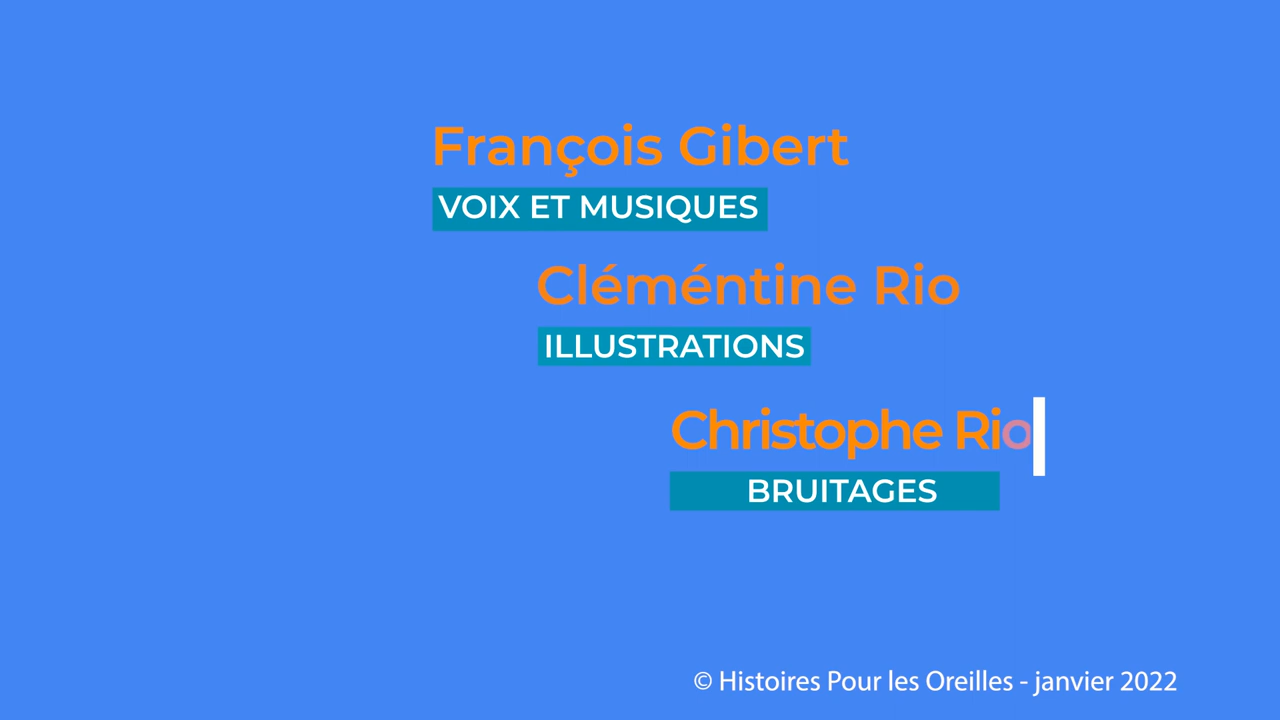 François Gibert
VOIX ET MUSIQUES
Cléméntine Rio
ILLUSTRATIONS
Christophe Rio
BRUITAGES
© Histoires Pour les Oreilles - janvier 2022